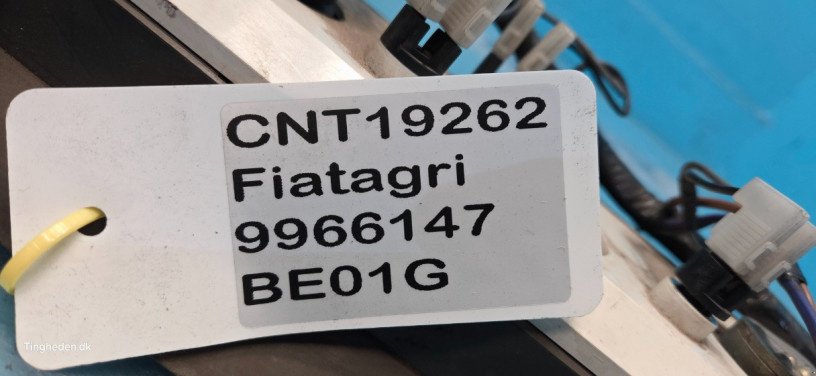 CNT19262
Fiatagri
9966147
BE01G
Tingheden.dk